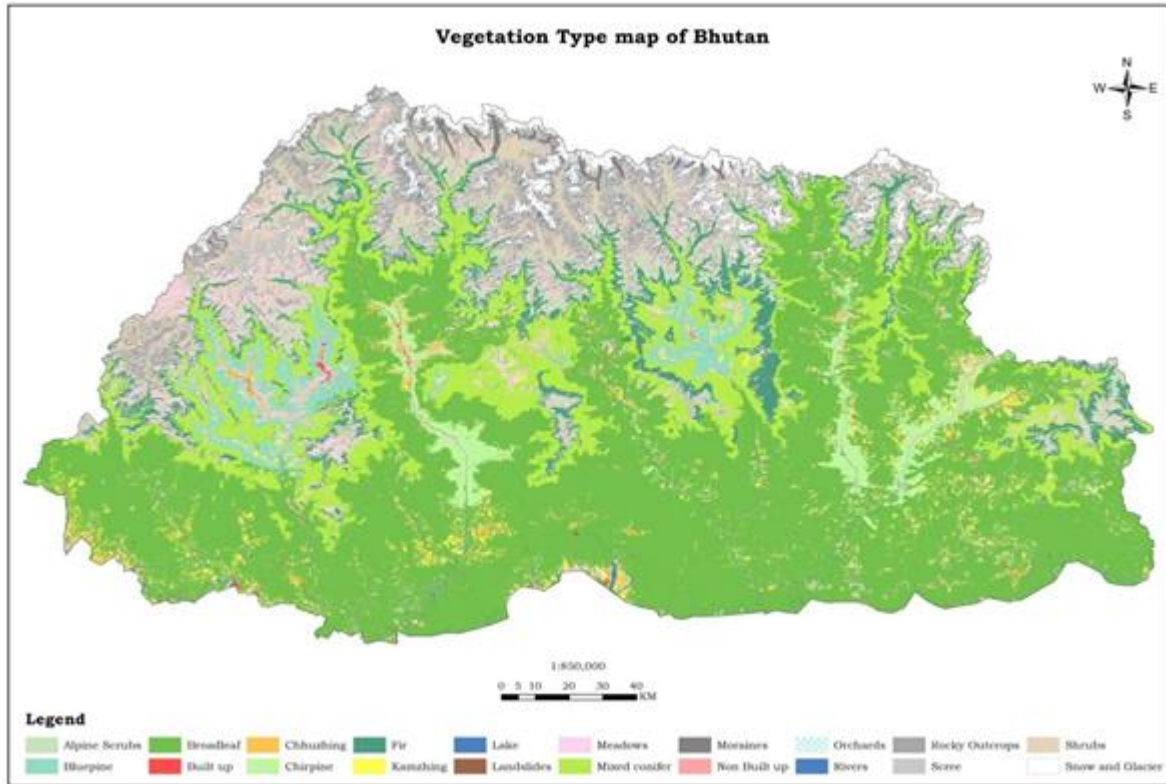 Vegetation Type map of Bhutan
N
W E
S
1:850,000
0 5 10 20 30 40
KM
Legend
Alpine Scrubs Broadleaf Chhuzhing Fir Lake Meadows Moraines Orchards Rocky Outcrops Shrubs
Bluepine Built up Chirpine Kamzhing Landslides Mixed conifer Non Built up Rivers Scree Snow and Glacier